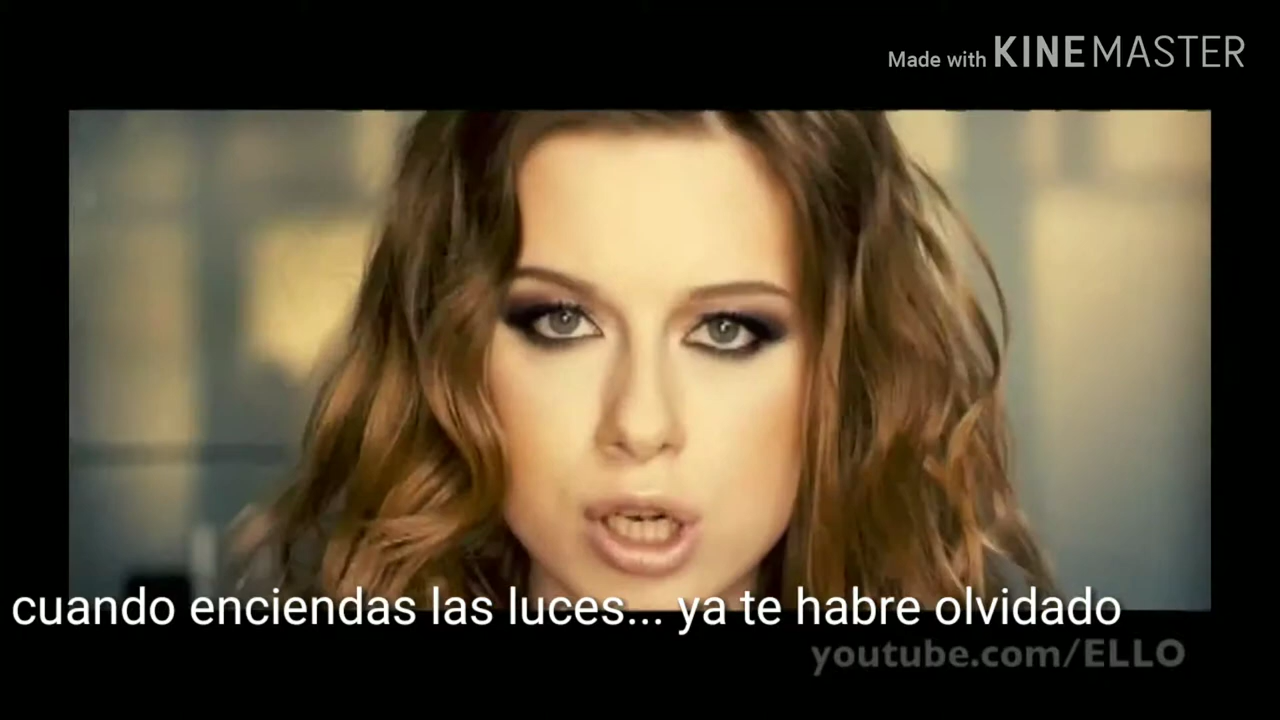 Made with KINEMASTER
cuando enciendas las luces... ya te habre olvidado
youtube.com/ELLO